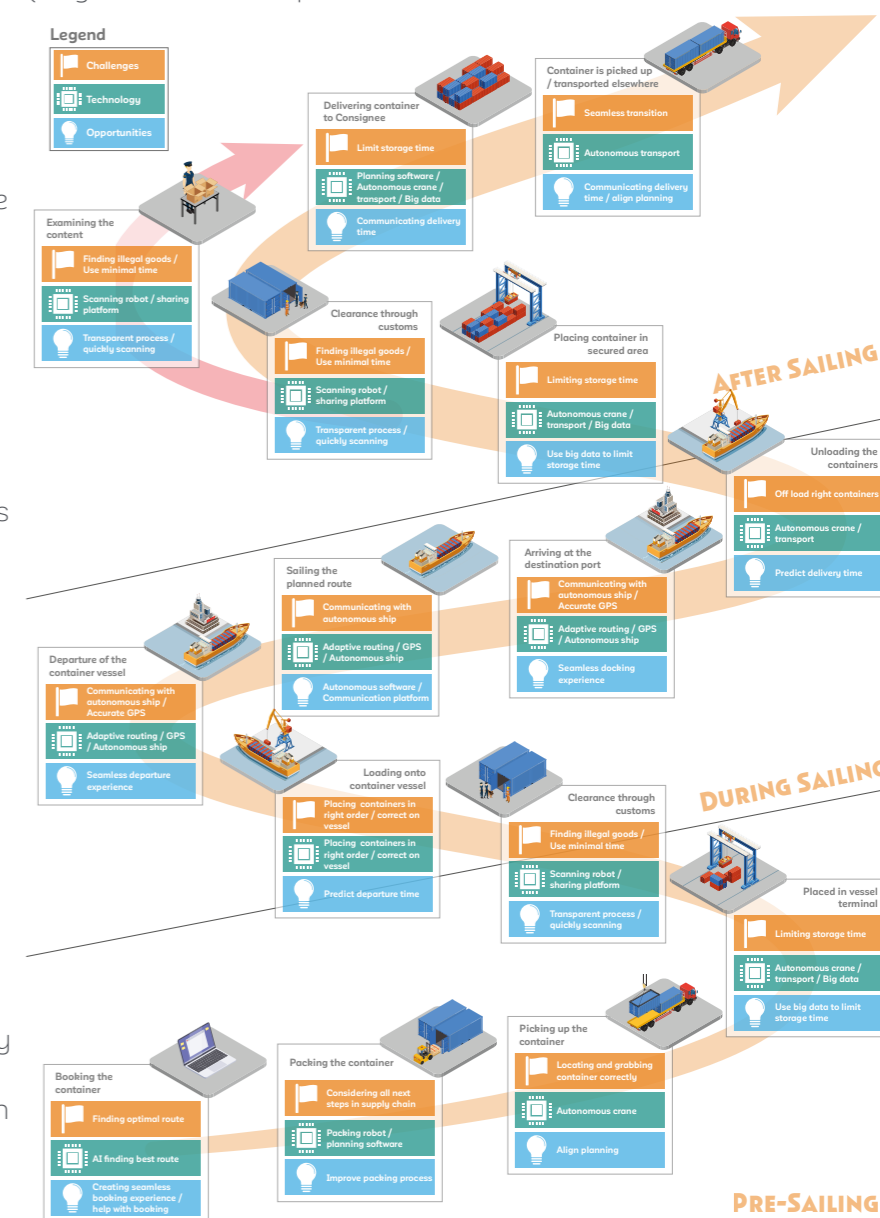 Legend
Challenges
Technology
Opportunities
Container is picked up
/ transported elsewhere
Seamless transition
Autonomous transport
Communicating delivery
time / align planning
Delivering container
to Consignee
Limit storage time
Planning software /
Autonomous crane /
transport / Big data
Communicating delivery
time
Examining the
content
Finding illegal goods /
Use minimal time
Scanning robot / sharing
platform
Transparent process /
quickly scanning
Clearance through
customs
Finding illegal goods /
Use minimal time
Scanning robot /
sharing platform
Transparent process /
quickly scanning
Placing container in
secured area
Limiting storage time
Autonomous crane /
transport / Big data
Use big data to limit
storage time
After Sailing
Unloading the
containers
Off load right containers
Autonomous crane /
transport
Predict delivery time
Arriving at the
destination port
Communicating with
autonomous ship /
Accurate GPS
Adaptive routing / GPS
/ Autonomous ship
Seamless docking
experience
Sailing the
planned route
Communicating with
autonomous ship
Adaptive routing / GPS
/ Autonomous ship
Autonomous software /
Communication platform
Departure of the
container vessel
Communicating with
autonomous ship /
Accurate GPS
Adaptive routing / GPS
/ Autonomous ship
Seamless departure
experience
Loading onto
container vessel
Placing containers in
right order / correct on
vessel
Placing containers in
right order / correct on
vessel
Predict departure time
Clearance through
customs
Finding illegal goods /
Use minimal time
Scanning robot /
sharing platform
Transparent process /
quickly scanning
During Sailing
Placed in vessel
terminal
Limiting storage time
Autonomous crane /
transport / Big data
Use big data to limit
storage time
Picking up the
container
Locating and grabbing
container correctly
Autonomous crane
Align planning
Packing the container
Considering all next
steps in supply chain
Packing robot /
planning software
Improve packing process
Booking the
container
Finding optimal route
AI finding best route
Creating seamless
booking experience /
help with booking
Pre-Sailing